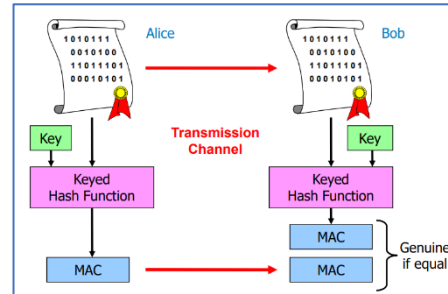 Alice
Bob
1010111
0010100
11011101
00010101
1010111
0010100
11011101
00010101
Transmission
Channel
Key
Key
Keyed
Hash Function
Keyed
Hash Function
MAC
MAC
MAC
Genuine
if equal